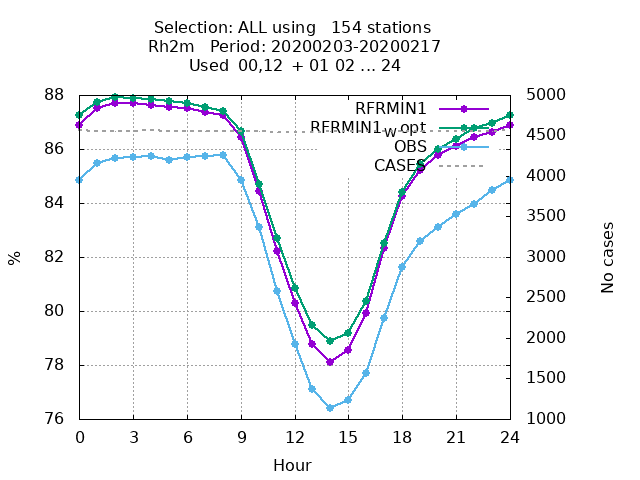 Selection: ALL using   154 stations
Rh2m   Period: 20200203-20200217
Used  00,12  + 01 02 ... 24
88
86
84
82
80
78
76
5000
4500
4000
3500
3000
2500
2000
1500
1000
RFRMIN1
RFRMIN1_w opt
OBS
CASES
%
No cases
0 3 6 9 12 15 18 21 24
Hour